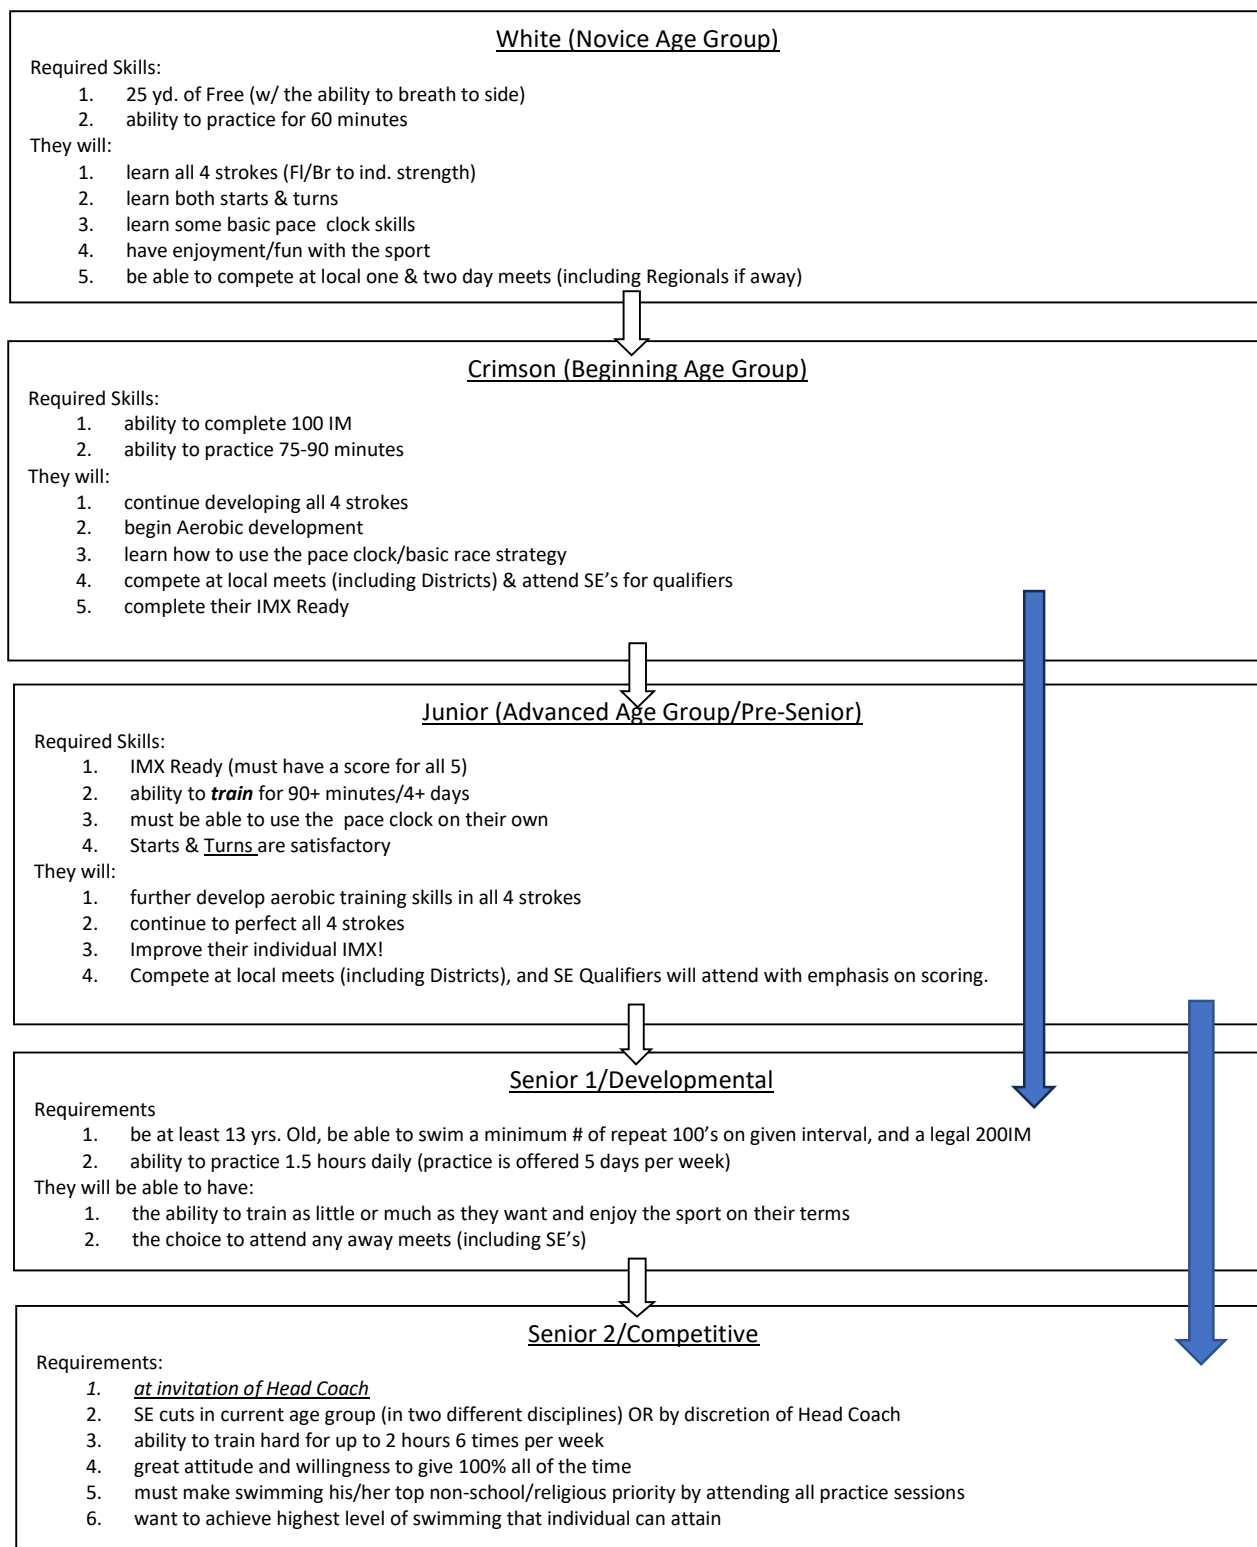 White (Novice Age Group)
Required Skills:
1. 25 yd. of Free (w/ the ability to breath to side)
2. ability to practice for 60 minutes
They will:
1. learn all 4 strokes (Fl/Br to ind. strength)
2. learn both starts & turns
3. learn some basic pace clock skills
4. have enjoyment/fun with the sport
5. be able to compete at local one & two day meets (including Regionals if away)
Crimson (Beginning Age Group)
Required Skills:
1. ability to complete 100 IM
2. ability to practice 75-90 minutes
They will:
1. continue developing all 4 strokes
2. begin Aerobic development
3. learn how to use the pace clock/basic race strategy
4. compete at local meets (including Districts) & attend SE’s for qualifiers
5. complete their IMX Ready
Junior (Advanced Age Group/Pre-Senior)
Required Skills:
1. IMX Ready (must have a score for all 5)
2. ability to train for 90+ minutes/4+ days
3. must be able to use the pace clock on their own
4. Starts & Turns are satisfactory
They will:
1. further develop aerobic training skills in all 4 strokes
2. continue to perfect all 4 strokes
3. Improve their individual IMX!
4. Compete at local meets (including Districts), and SE Qualifiers will attend with emphasis on scoring.
Senior 1/Developmental
Requirements
1. be at least 13 yrs. Old, be able to swim a minimum # of repeat 100’s on given interval, and a legal 200IM
2. ability to practice 1.5 hours daily (practice is offered 5 days per week)
They will be able to have:
1. the ability to train as little or much as they want and enjoy the sport on their terms
2. the choice to attend any away meets (including SE’s)
Senior 2/Competitive
Requirements:
1. at invitation of Head Coach
2. SE cuts in current age group (in two different disciplines) OR by discretion of Head Coach
3. ability to train hard for up to 2 hours 6 times per week
4. great attitude and willingness to give 100% all of the time
5. must make swimming his/her top non-school/religious priority by attending all practice sessions
6. want to achieve highest level of swimming that individual can attain